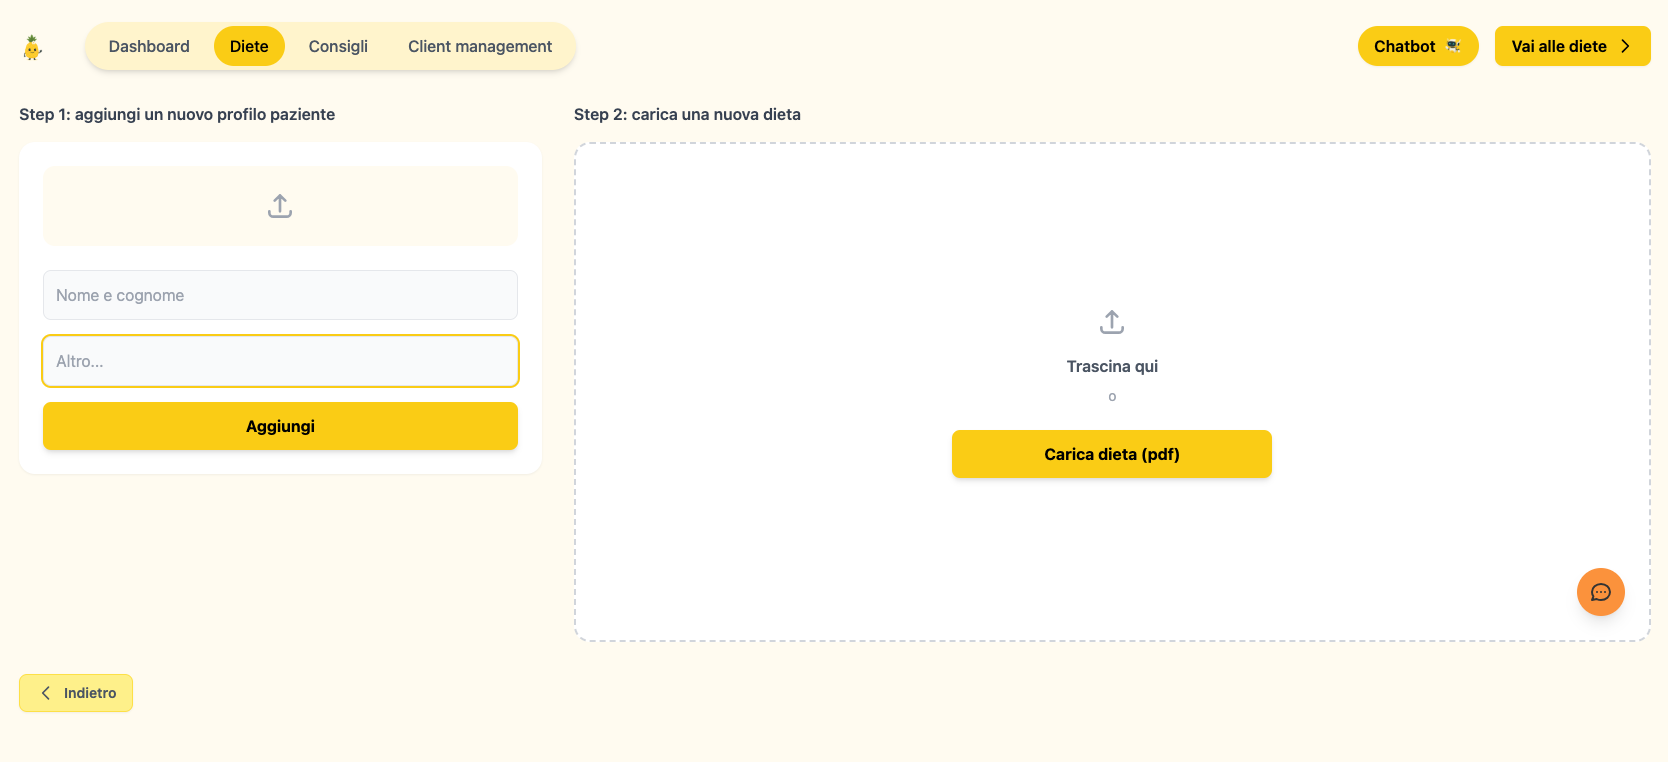 Dashboard
Diete
Consigli
Client management
Chatbot
Vai alle diete
Step 1: aggiungi un nuovo profilo paziente
Step 2: carica una nuova dieta
Nome e cognome
Altro...
Aggiungi
Trascina qui
o
Carica dieta (pdf)
Indietro